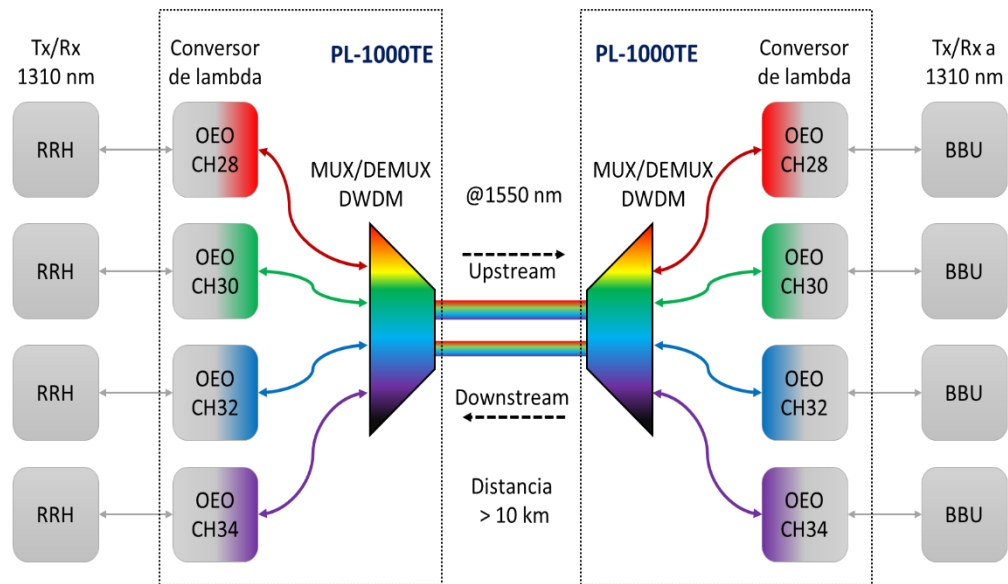 Tx/Rx
1310 nm
Conversor
de lambda
PL-1000TE
PL-1000TE
Conversor
de lambda
Tx/Rx a
1310 nm
RRH
OEO
CH28
MUX/DEMUX
DWDM
@1550 nm
MUX/DEMUX
DWDM
OEO
CH28
BBU
RRH
OEO
CH30
Upstream
OEO
CH30
BBU
RRH
OEO
CH32
Downstream
OEO
CH32
BBU
RRH
OEO
CH34
Distancia
> 10 km
OEO
CH34
BBU